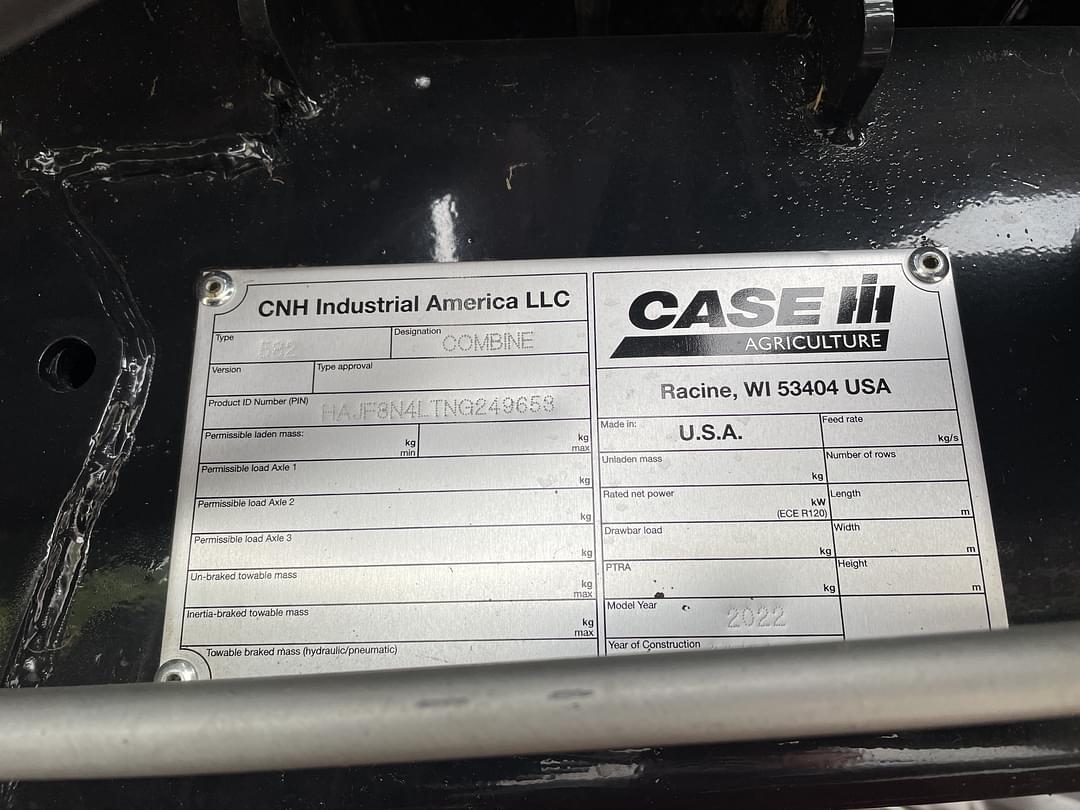 CNH Industrial America LLC
Type 582
Designation COMBINE
Version
Type approval
Product ID Number (PIN) HAJF8N4LTNG249653
Permissible laden mass: kg min
kg max
Permissible load Axle 1 kg
Permissible load Axle 2 kg
Permissible load Axle 3 kg
Un-braked towable mass kg max
Inertia-braked towable mass kg max
Towable braked mass (hydraulic/pneumatic)
CASE IH
AGRICULTURE
Racine, WI 53404 USA
Made in: U.S.A.
Feed rate kg/s
Unladen mass kg
Number of rows
Rated net power kW (ECE R120)
Length m
Drawbar load kg
Width m
PTRA kg
Height m
Model Year 2022
Year of Construction